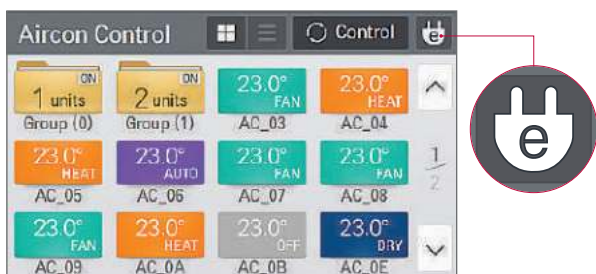 Aircon Control
Control
e
ON
1 units
Group (0)
ON
2 units
Group (1)
23.0°
FAN
AC_03
23.0°
HEAT
AC_04
23.0°
HEAT
AC_05
23.0°
AUTO
AC_06
23.0°
FAN
AC_07
23.0°
FAN
AC_08
1
2
23.0°
FAN
AC_09
23.0°
HEAT
AC_0A
23.0°
OFF
AC_0B
23.0°
DRY
AC_0E
e